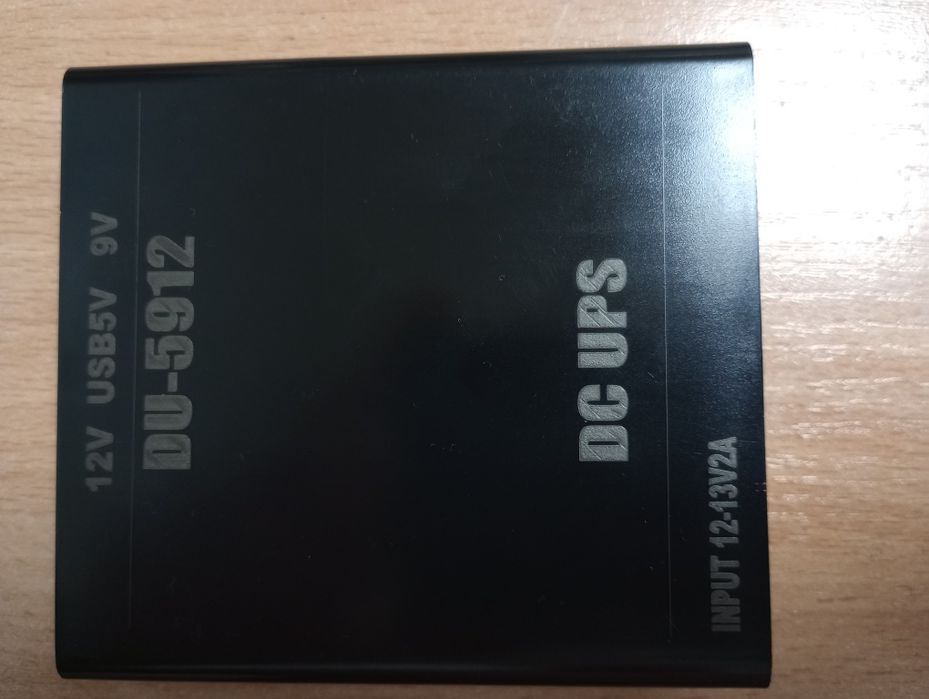 12V USB5V 9V
DU-5912
DC UPS
INPUT 12-13V2A